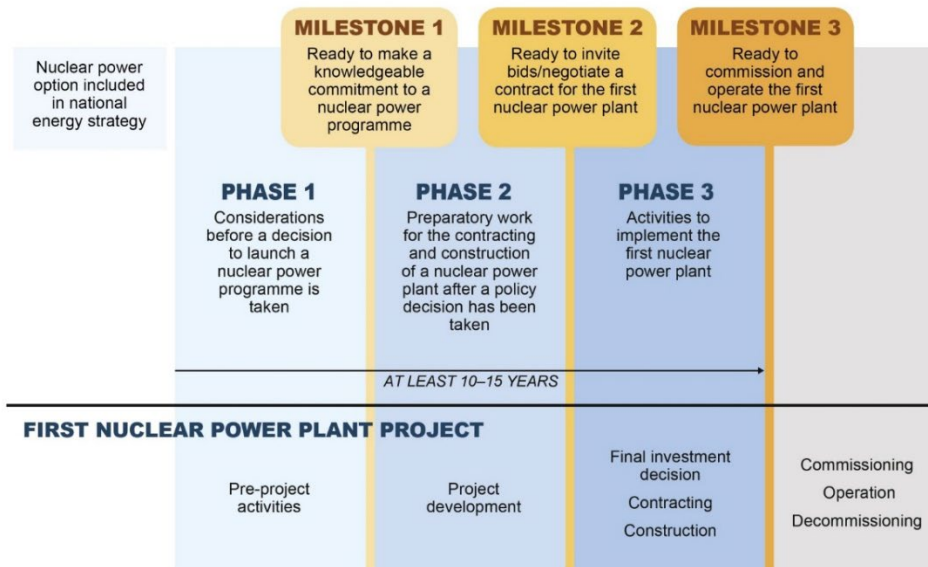 Nuclear power
option included
in national
energy strategy
MILESTONE 1
Ready to make a
knowledgeable
commitment to a
nuclear power
programme
MILESTONE 2
Ready to invite
bids/negotiate a
contract for the first
nuclear power plant
MILESTONE 3
Ready to
commission and
operate the first
nuclear power plant
PHASE 1
Considerations
before a decision
to launch a
nuclear power
programme is
taken
PHASE 2
Preparatory work
for the contracting
and construction
of a nuclear power
plant after a policy
decision has been
taken
PHASE 3
Activities to
implement the
first nuclear
power plant
AT LEAST 10–15 YEARS
FIRST NUCLEAR POWER PLANT PROJECT
Pre-project
activities
Project
development
Final investment
decision
Contracting
Construction
Commissioning
Operation
Decommissioning